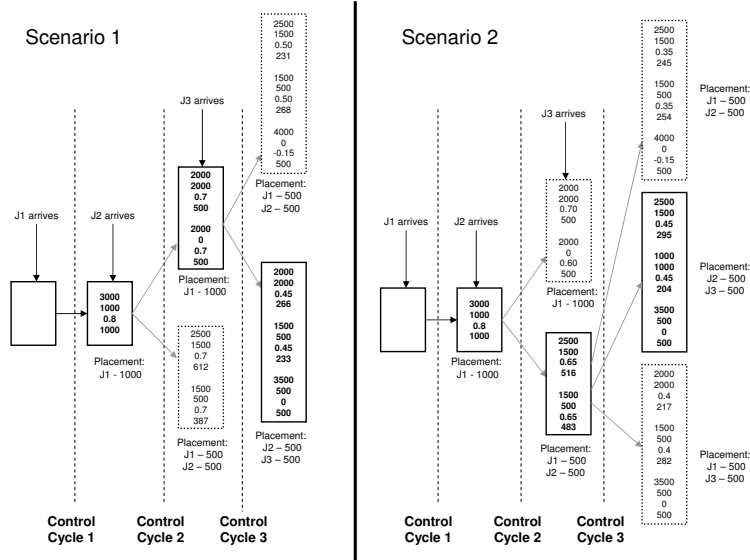 Scenario 1
J1 arrives
J2 arrives
J3 arrives
3000
1000
0.8
1000
Placement:
J1 - 1000
2000
2000
0.7
500
2000
0
0.7
500
Placement:
J1 - 1000
2500
1500
0.7
612
1500
500
0.7
387
Placement:
J1 – 500
J2 – 500
2500
1500
0.50
231
1500
500
0.50
268
4000
0
-0.15
500
Placement:
J1 – 500
J2 – 500
2000
2000
0.45
266
1500
500
0.45
233
3500
500
0
500
Placement:
J2 – 500
J3 – 500
Control
Cycle 1
Control
Cycle 2
Control
Cycle 3
Scenario 2
J1 arrives
J2 arrives
J3 arrives
3000
1000
0.8
1000
Placement:
J1 - 1000
2000
2000
0.70
500
2000
0
0.60
500
Placement:
J1 - 1000
2500
1500
0.65
516
1500
500
0.65
483
Placement:
J1 – 500
J2 – 500
2500
1500
0.35
245
1500
500
0.35
254
4000
0
-0.15
500
Placement:
J1 – 500
J2 – 500
2500
1500
0.45
295
1000
1000
0.45
204
3500
500
0
500
Placement:
J2 – 500
J3 – 500
2000
2000
0.4
217
1500
500
0.4
282
3500
500
0
500
Placement:
J1 – 500
J3 – 500
Control
Cycle 1
Control
Cycle 2
Control
Cycle 3